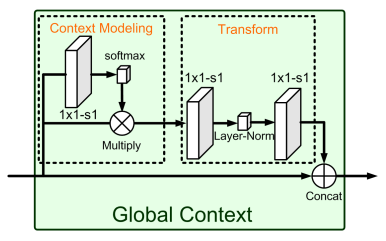 Context Modeling
Transform
softmax
1x1-s1
1x1-s1
1x1-s1
Layer-Norm
Multiply
Concat
Global Context